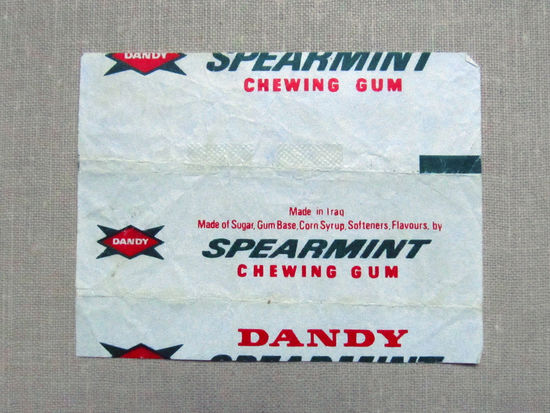 DANDY
SPEARMINT
CHEWING GUM
Made in Iraq
Made of Sugar, Gum Base, Corn Syrup, Softeners, Flavours, by
DANDY
SPEARMINT
CHEWING GUM
DANDY
SPEARMINT